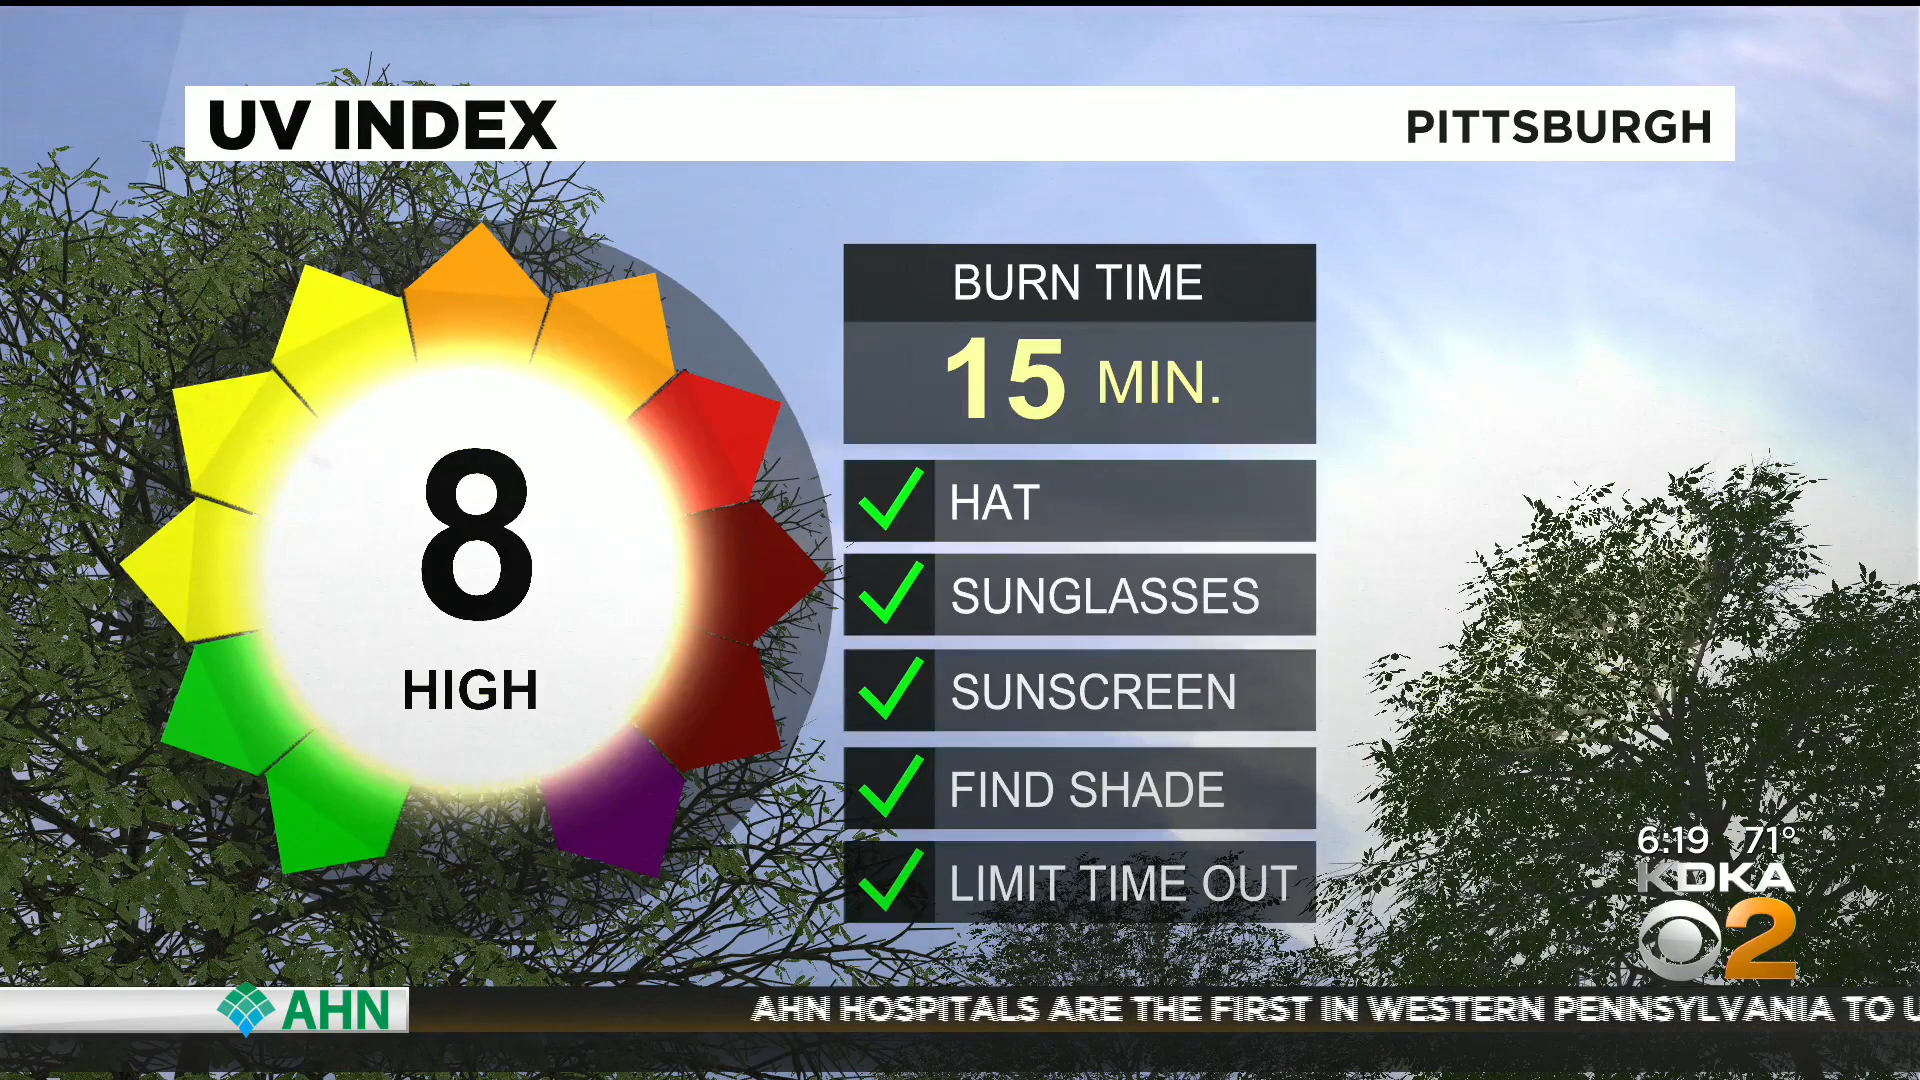 UV INDEX
PITTSBURGH
8
HIGH
BURN TIME
15 MIN.
HAT
SUNGLASSES
SUNSCREEN
FIND SHADE
LIMIT TIME OUT
6:19 71°
KDKA
2
AHN
AHN HOSPITALS ARE THE FIRST IN WESTERN PENNSYLVANIA TO U